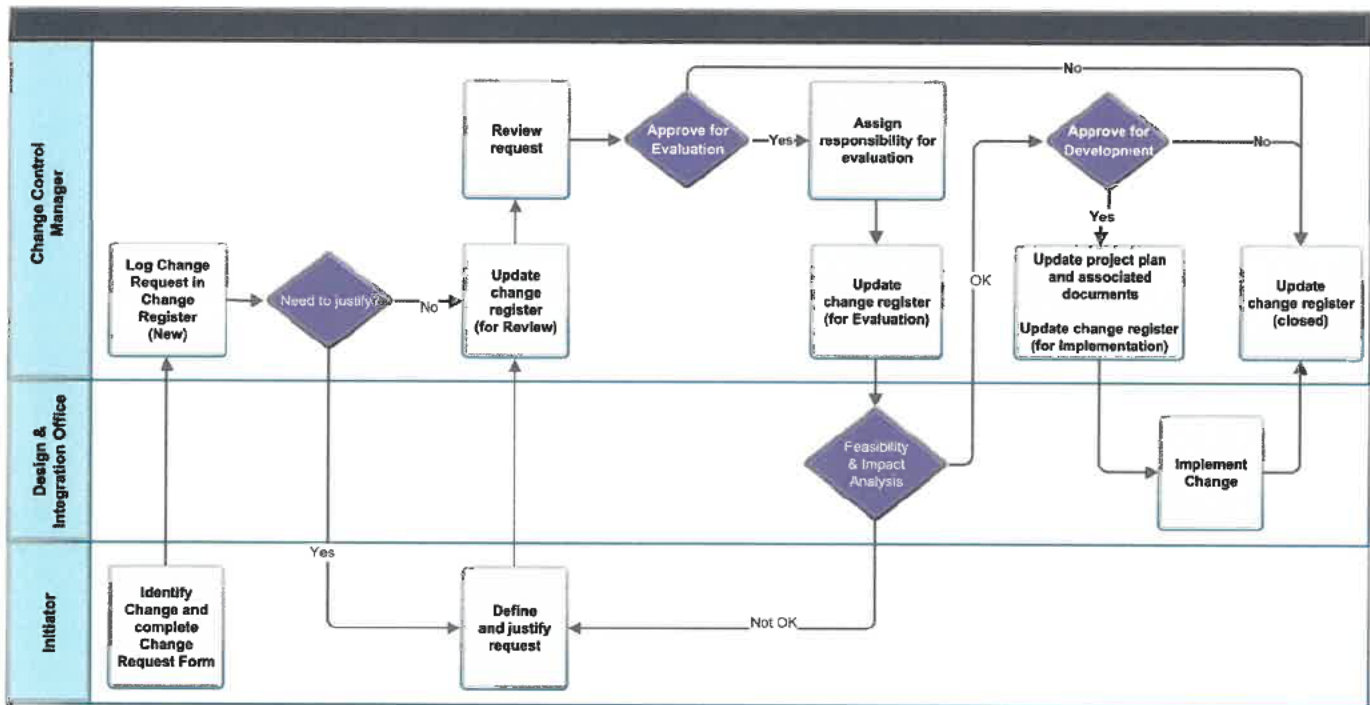 Change Control
Manager
Design &
Integration Office
Initiator
Review
request
Approve for
Evaluation
Yes
Assign
responsibility for
evaluation
No
Approve for
Development
No
Yes
Log Change
Request in
Change
Register
(New)
Need to justify?
No
Update
change
register
(for Review)
Update
change register
(for Evaluation)
OK
Update project plan
and associated
documents
Update change register
(for Implementation)
Update
change register
(closed)
Feasibility
& Impact
Analysis
Implement
Change
Yes
Identify
Change and
complete
Change
Request Form
Define
and justify
request
Not OK